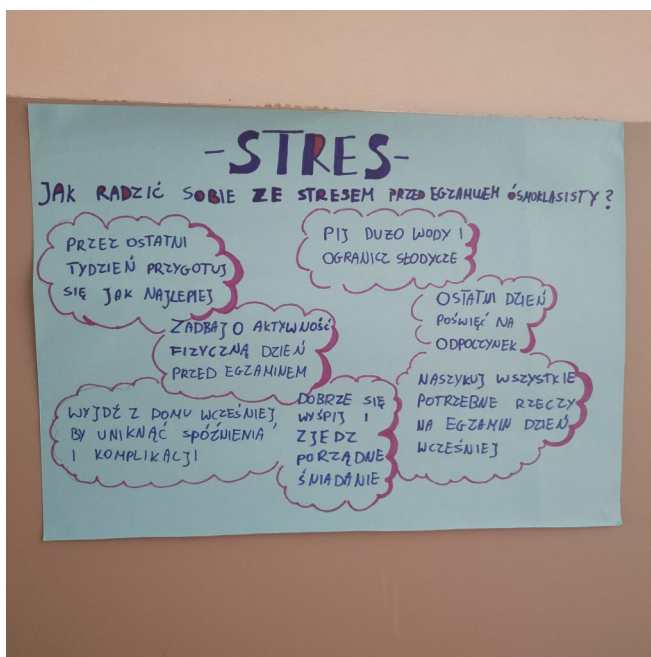 -STRES-
JAK RADZIĆ SOBIE ZE STRESEM PRZED EGZAMINEM ÓSMOKLASISTY?
PRZEZ OSTATNI
TYDZIEŃ PRZYGOTUJ
SIĘ JAK NAJLEPIEJ
PIJ DUŻO WODY I
OGRANICZ SŁODYCZE
ZADBAJ O AKTYWNOŚĆ
FIZYCZNĄ DZIEŃ
PRZED EGZAMINEM
OSTATNI DZIEŃ
POŚWIĘĆ NA
ODPOCZYNEK
WYJDŹ Z DOMU WCZEŚNIEJ,
BY UNIKNĄĆ SPÓŹNIENIA
I KOMPLIKACJI
DOBRZE SIĘ
WYŚPIJ I
ZJEDZ
PORZĄDNE
ŚNIADANIE
NASZYKUJ WSZYSTKIE
POTRZEBNE RZECZY
NA EGZAMIN DZIEŃ
WCZEŚNIEJ